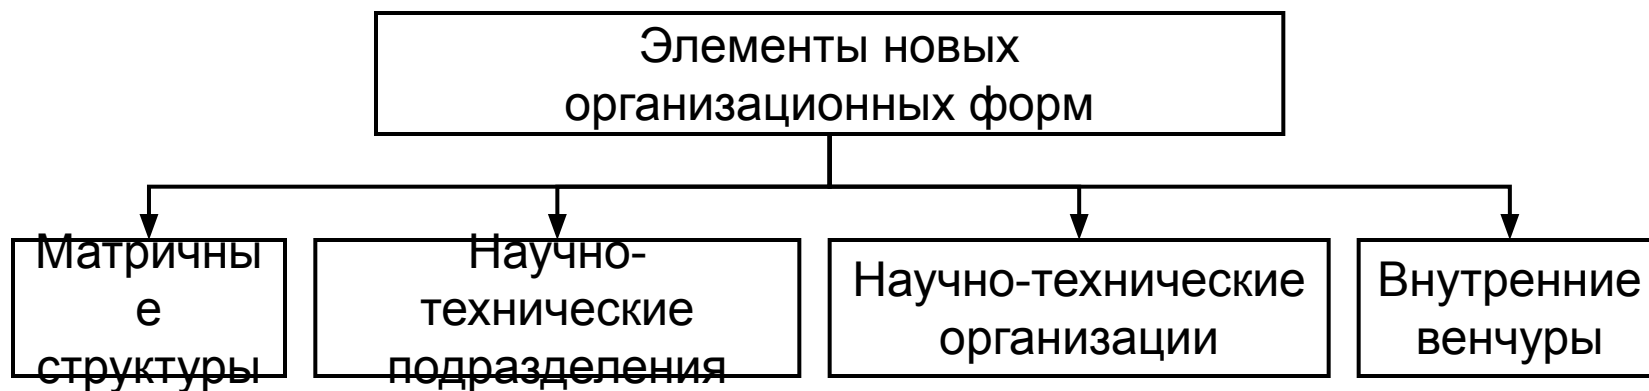 Элементы новых
организационных форм
Матричны
е
структуры
Научно-
технические
подразделения
Научно-технические
организации
Внутренние
венчуры